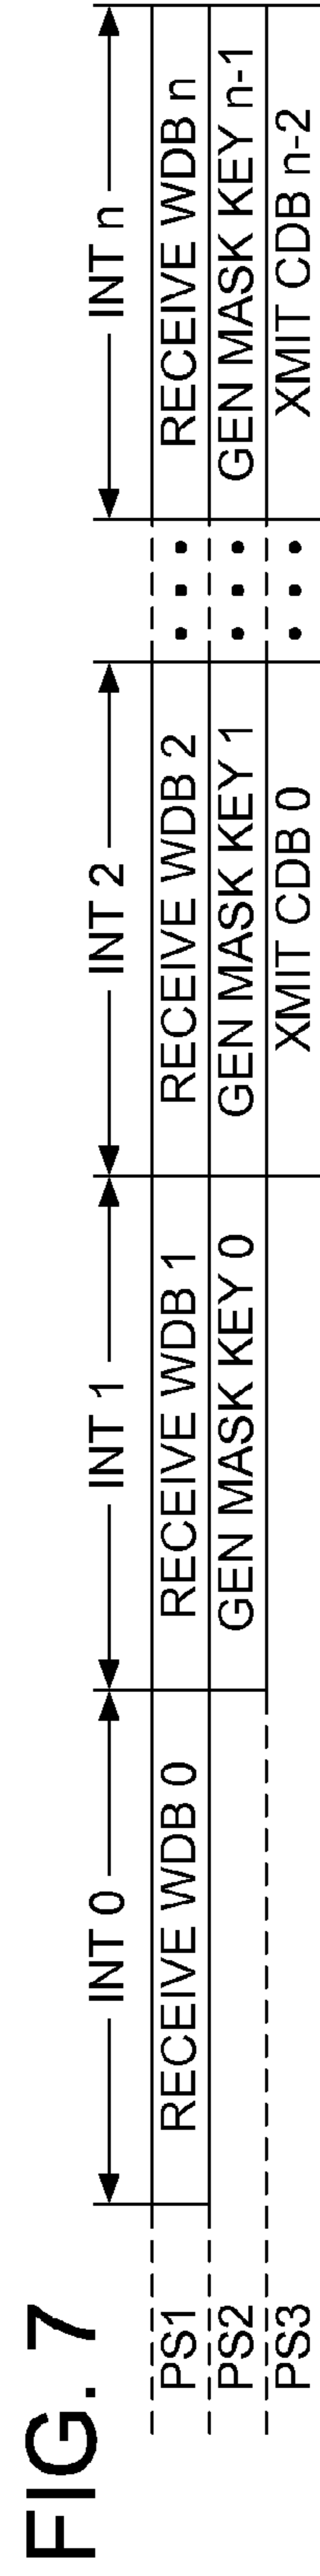 FIG. 7
INT 0 INT 1 INT 2 INT n
PS1 RECEIVE WDB 0 RECEIVE WDB 1 RECEIVE WDB 2 • • • RECEIVE WDB n
PS2 GEN MASK KEY 0 GEN MASK KEY 1 • • • GEN MASK KEY n-1
PS3 XMIT CDB 0 • • • XMIT CDB n-2